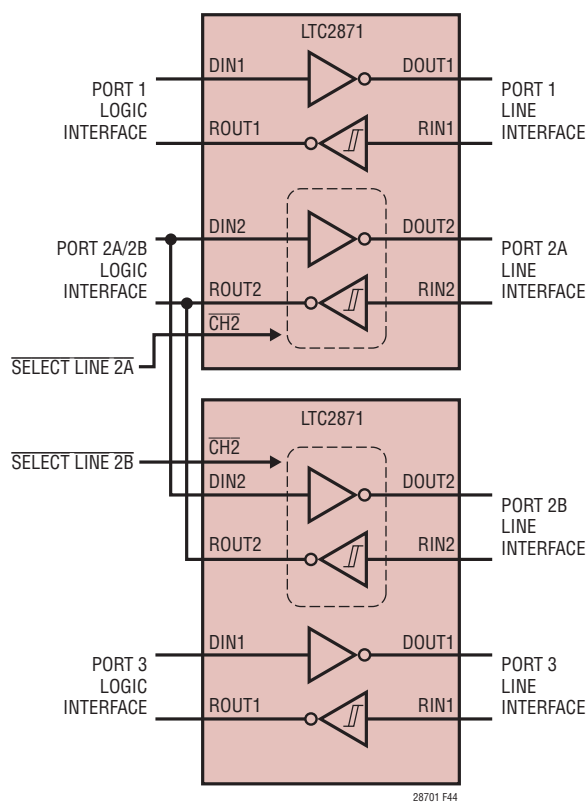 LTC2871
DIN1
DOUT1
PORT 1
LOGIC
INTERFACE
PORT 1
LINE
INTERFACE
ROUT1
RIN1
DIN2
DOUT2
PORT 2A/2B
LOGIC
INTERFACE
PORT 2A
LINE
INTERFACE
ROUT2
RIN2
CH2
SELECT LINE 2A
LTC2871
CH2
SELECT LINE 2B
DIN2
DOUT2
PORT 2B
LINE
INTERFACE
ROUT2
RIN2
DIN1
DOUT1
PORT 3
LOGIC
INTERFACE
PORT 3
LINE
INTERFACE
ROUT1
RIN1
28701 F44